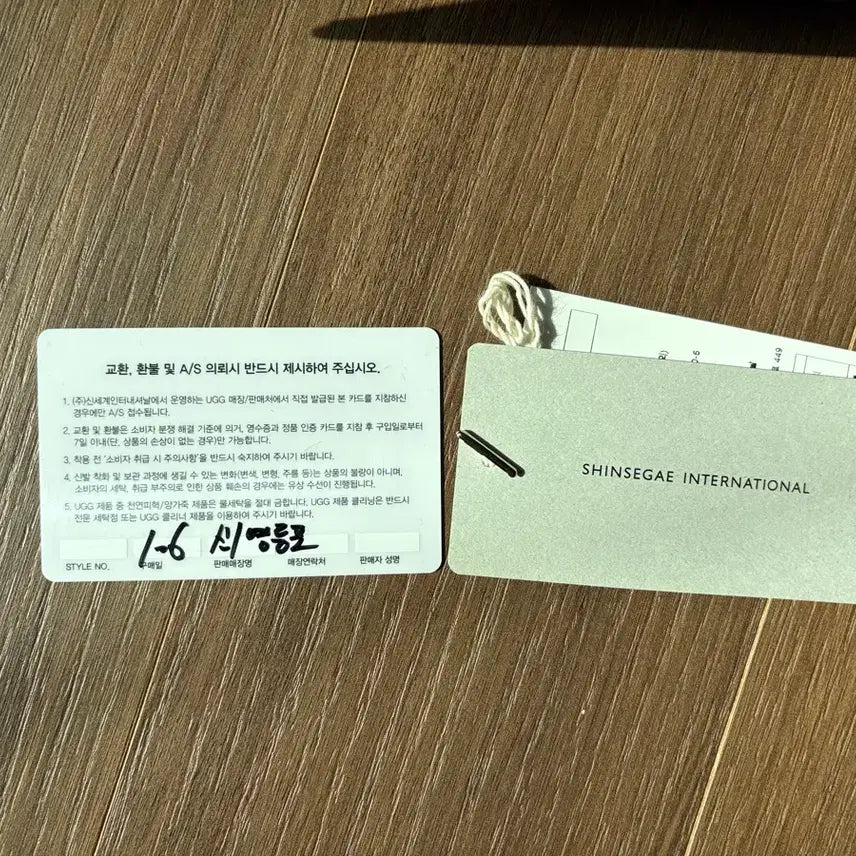 교환, 환불 및 A/S 의뢰시 반드시 제시하여 주십시오.
1. (주)신세계인터내셔날에서 운영하는 UGG 매장/판매처에서 직접 발급된 본 카드를 지참하신
경우에만 A/S 접수됩니다.
2. 교환 및 환불은 소비자 분쟁 해결 기준에 의거, 영수증과 정품 인증 카드를 지참 후 구입일로부터
7일 이내(단, 상품의 손상이 없는 경우)만 가능합니다.
3. 착용 전 '소비자 취급 시 주의사항'을 반드시 숙지하여 주시기 바랍니다.
4. 신발 착화 및 보관 과정에 생길 수 있는 변화(변색, 변형, 주름 등)는 상품의 불량이 아니며,
소비자의 세탁, 취급 부주의로 인한 상품 훼손의 경우에는 유상 수선이 진행됩니다.
5. UGG 제품 중 천연피혁/양가죽 제품은 물세탁을 절대 금합니다. UGG 제품 클리닝은 반드시
전문 세탁점 또는 UGG 클리너 제품을 이용하여 주시기 바랍니다.
1-6 신 영등포
STYLE NO. 구매일 판매매장명 매장연락처 판매자 성명
449
SHINSEGAE INTERNATIONAL